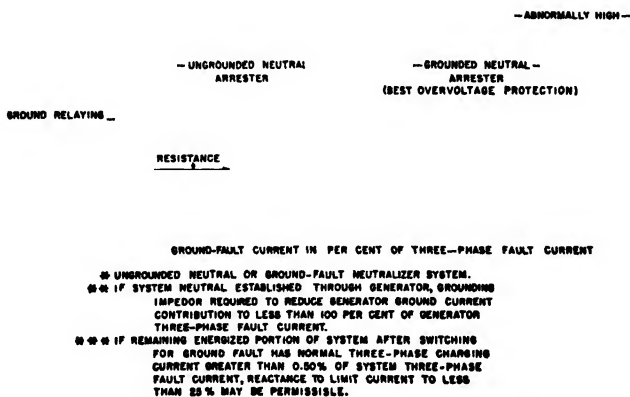 —ABNORMALLY HIGH—
—UNGROUNDED NEUTRAL —GROUNDED NEUTRAL—
ARRESTER ARRESTER
(BEST OVERVOLTAGE PROTECTION)
GROUND RELAYING_
RESISTANCE
GROUND-FAULT CURRENT IN PER CENT OF THREE—PHASE FAULT CURRENT
* UNGROUNDED NEUTRAL OR GROUND-FAULT NEUTRALIZER SYSTEM.
** IF SYSTEM NEUTRAL ESTABLISHED THROUGH GENERATOR, GROUNDING
IMPEDOR REQUIRED TO REDUCE GENERATOR GROUND CURRENT
CONTRIBUTION TO LESS THAN 100 PER CENT OF GENERATOR
THREE-PHASE FAULT CURRENT.
*** IF REMAINING ENERGIZED PORTION OF SYSTEM AFTER SWITCHING
FOR GROUND FAULT HAS NORMAL THREE-PHASE CHARGING
CURRENT GREATER THAN 0.50% OF SYSTEM THREE-PHASE
FAULT CURRENT, REACTANCE TO LIMIT CURRENT TO LESS
THAN 25% MAY BE PERMISSIBLE.